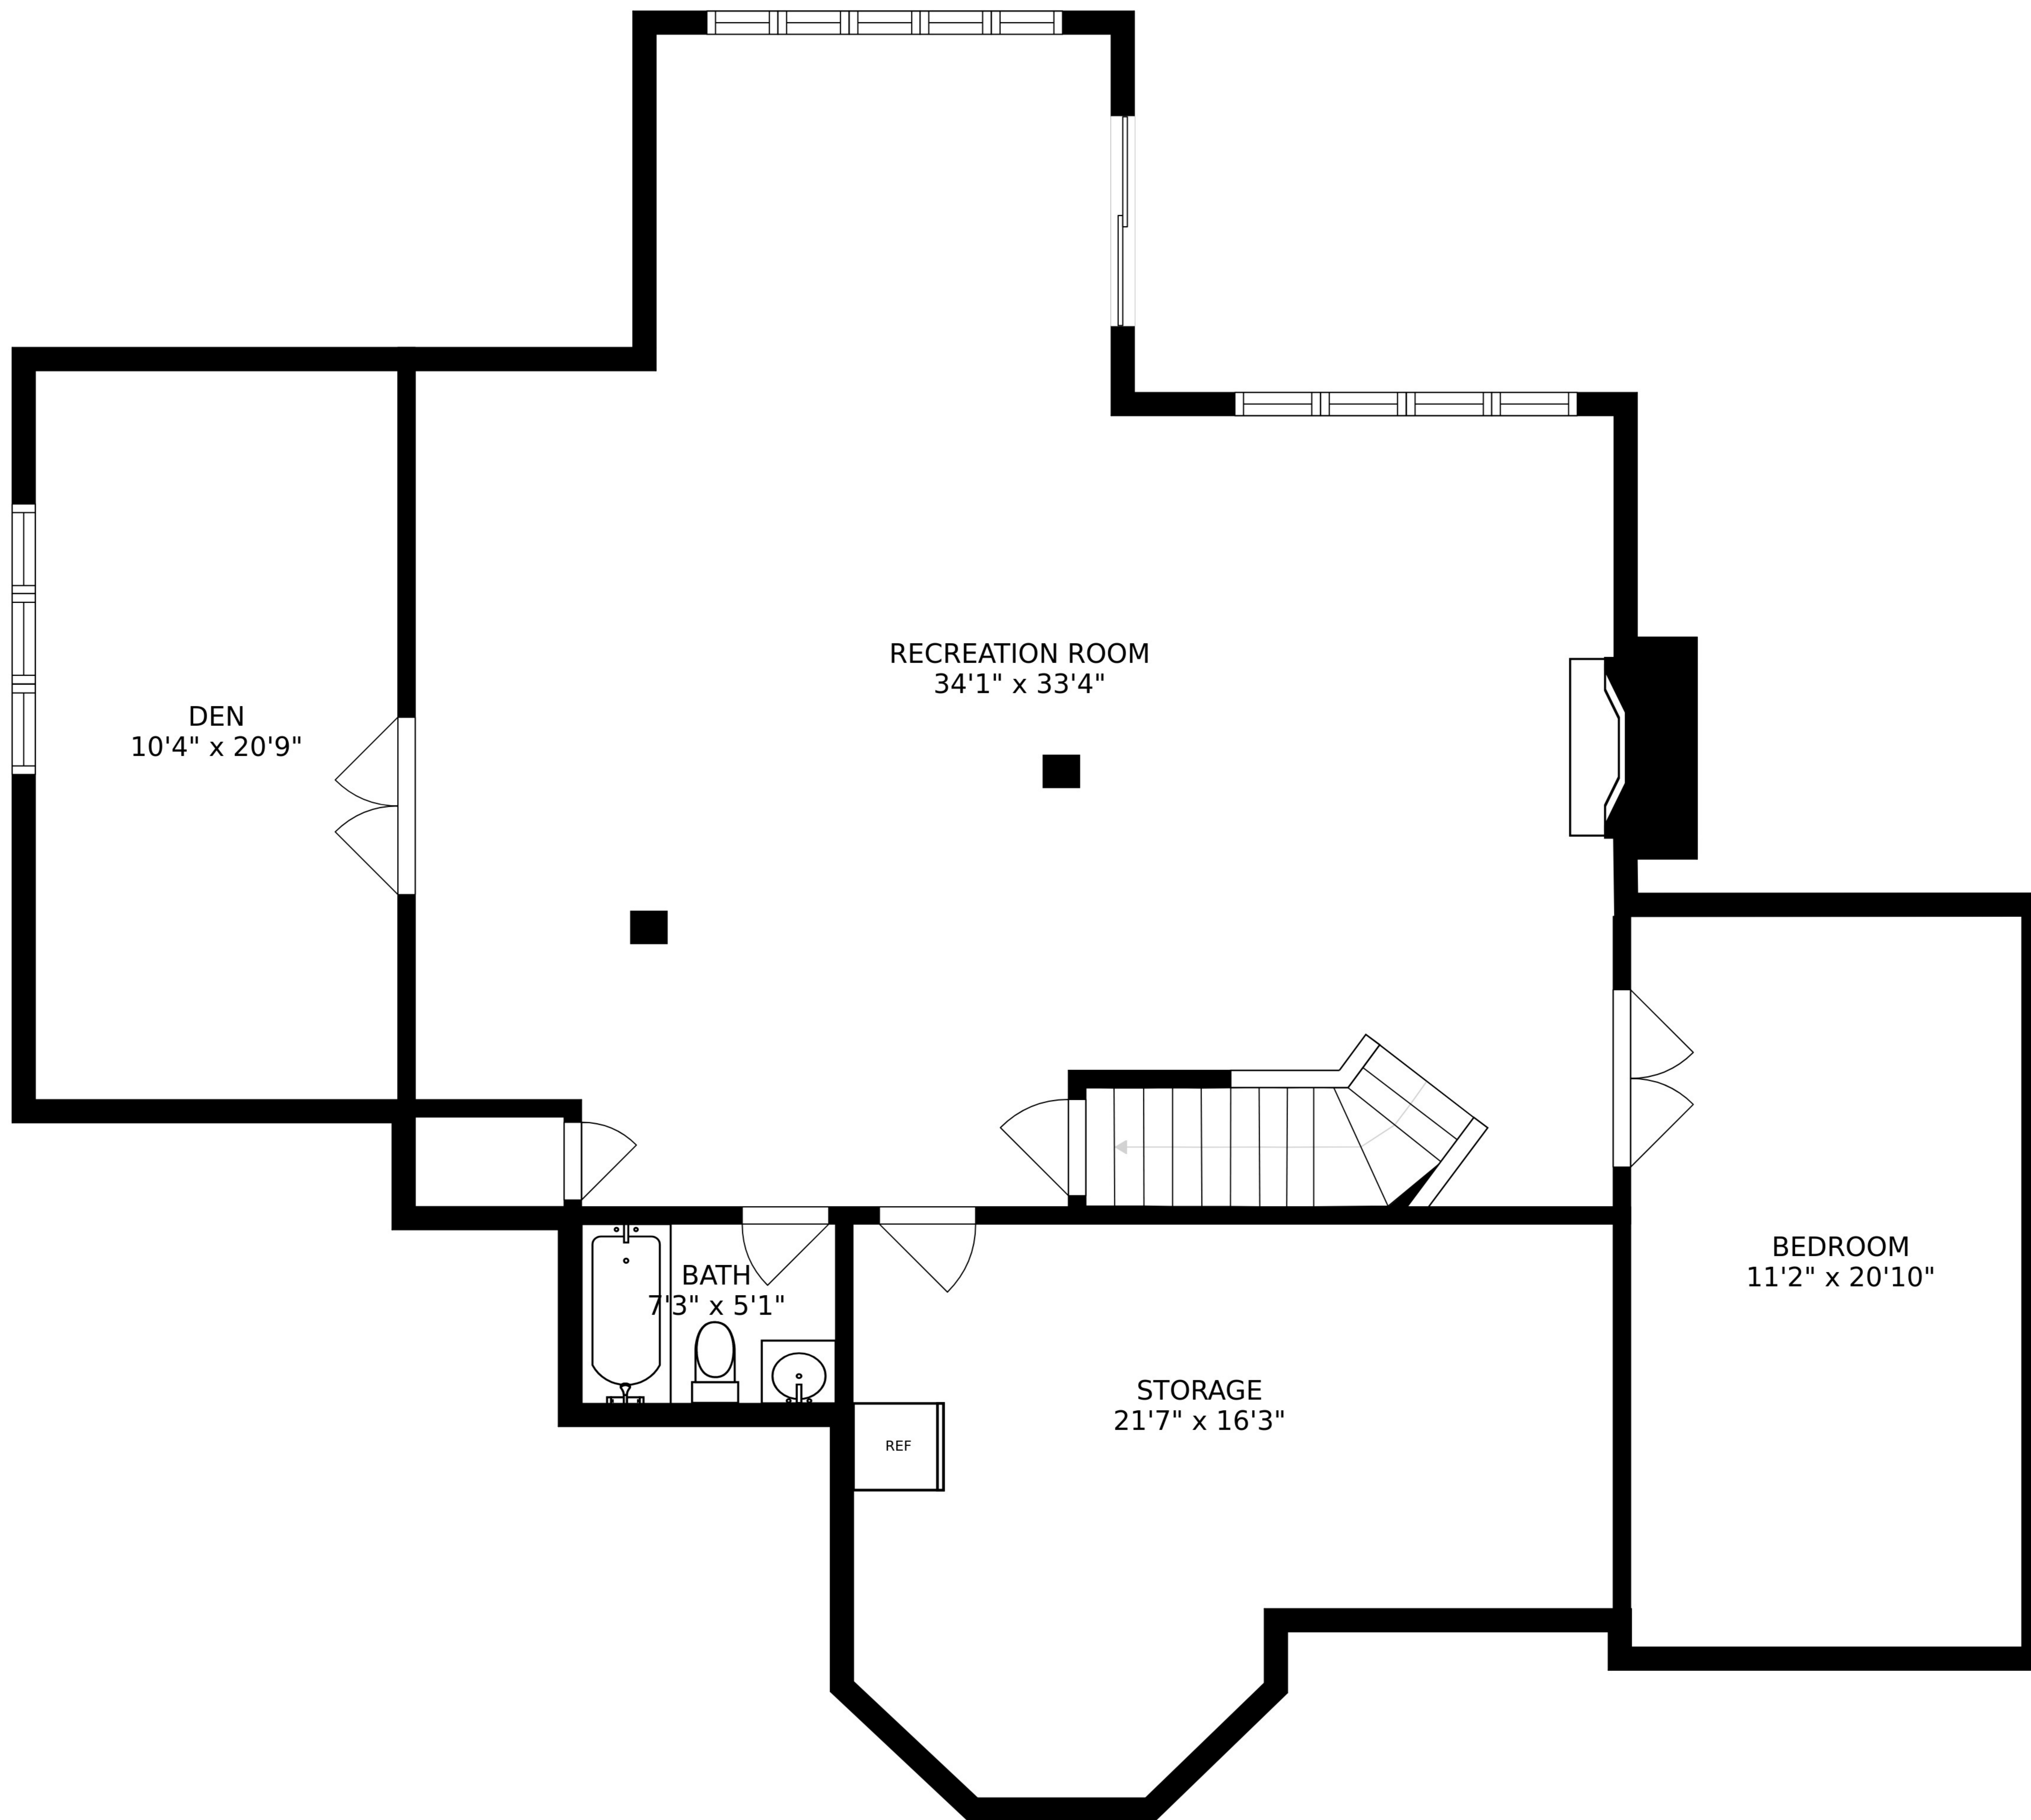 RECREATION ROOM
34'1" x 33'4"
DEN
10'4" x 20'9"
BEDROOM
11'2" x 20'10"
BATH
7'3" x 5'1"
STORAGE
21'7" x 16'3"
REF